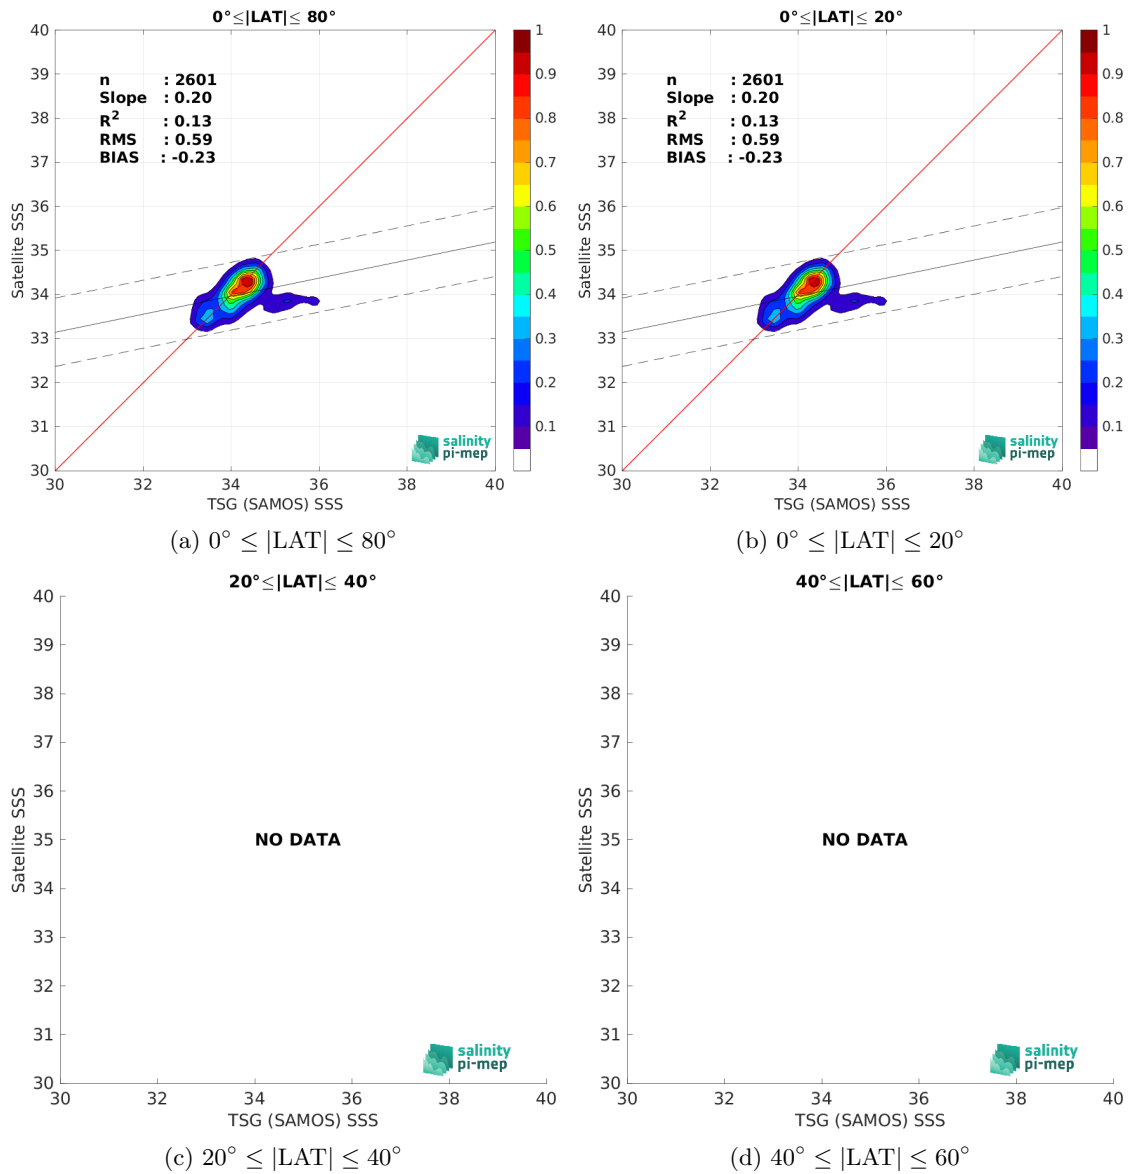 0°≤|LAT|≤ 80°
40
39
38
37
36
35
34
33
32
31
30
Satellite SSS
n : 2601
Slope : 0.20
R² : 0.13
RMS : 0.59
BIAS : -0.23
1
0.9
0.8
0.7
0.6
0.5
0.4
0.3
0.2
0.1
salinity
pi-mep
30 32 34 36 38 40
TSG (SAMOS) SSS
(a) 0° ≤ |LAT| ≤ 80°
0°≤|LAT|≤ 20°
40
39
38
37
36
35
34
33
32
31
30
Satellite SSS
n : 2601
Slope : 0.20
R² : 0.13
RMS : 0.59
BIAS : -0.23
1
0.9
0.8
0.7
0.6
0.5
0.4
0.3
0.2
0.1
salinity
pi-mep
30 32 34 36 38 40
TSG (SAMOS) SSS
(b) 0° ≤ |LAT| ≤ 20°
20°≤|LAT|≤ 40°
40
39
38
37
36
35
34
33
32
31
30
Satellite SSS
NO DATA
salinity
pi-mep
30 32 34 36 38 40
TSG (SAMOS) SSS
(c) 20° ≤ |LAT| ≤ 40°
40°≤|LAT|≤ 60°
40
39
38
37
36
35
34
33
32
31
30
Satellite SSS
NO DATA
salinity
pi-mep
30 32 34 36 38 40
TSG (SAMOS) SSS
(d) 40° ≤ |LAT| ≤ 60°